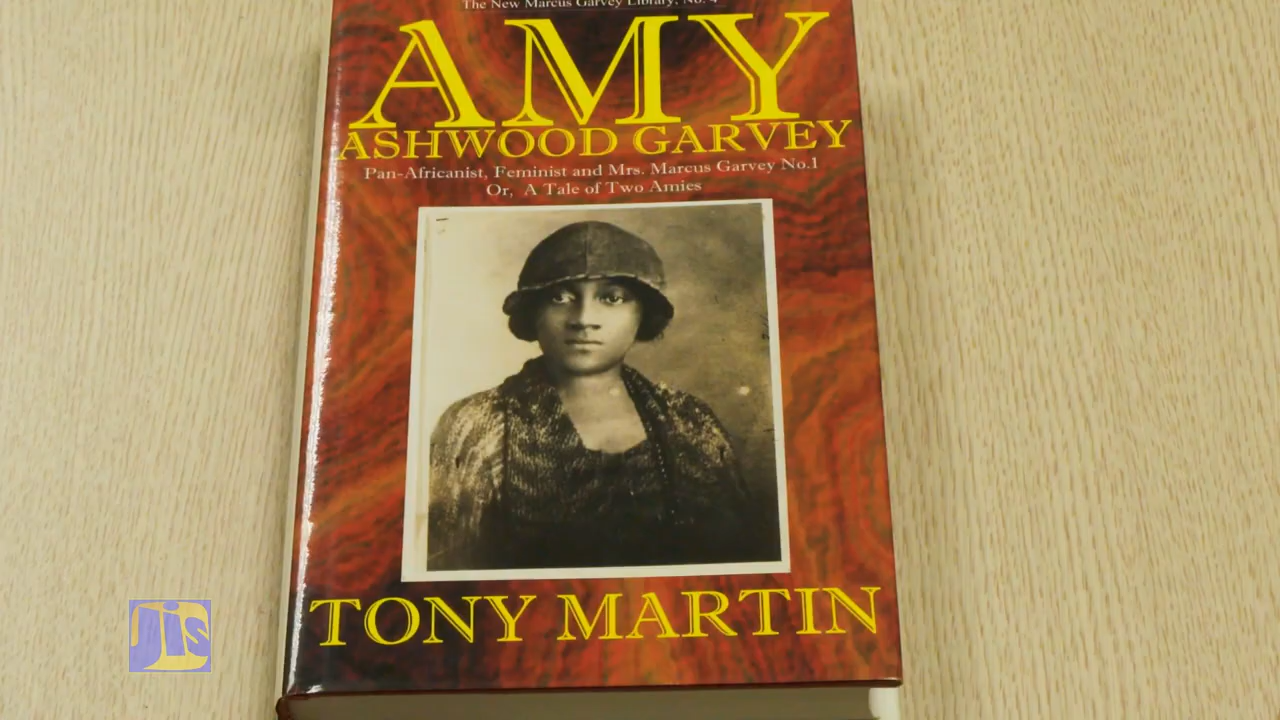 The New Marcus Garvey Library, No. 4
AMY
ASHWOOD GARVEY
Pan-Africanist, Feminist and Mrs. Marcus Garvey No.1
Or, A Tale of Two Amies
TONY MARTIN
Jis